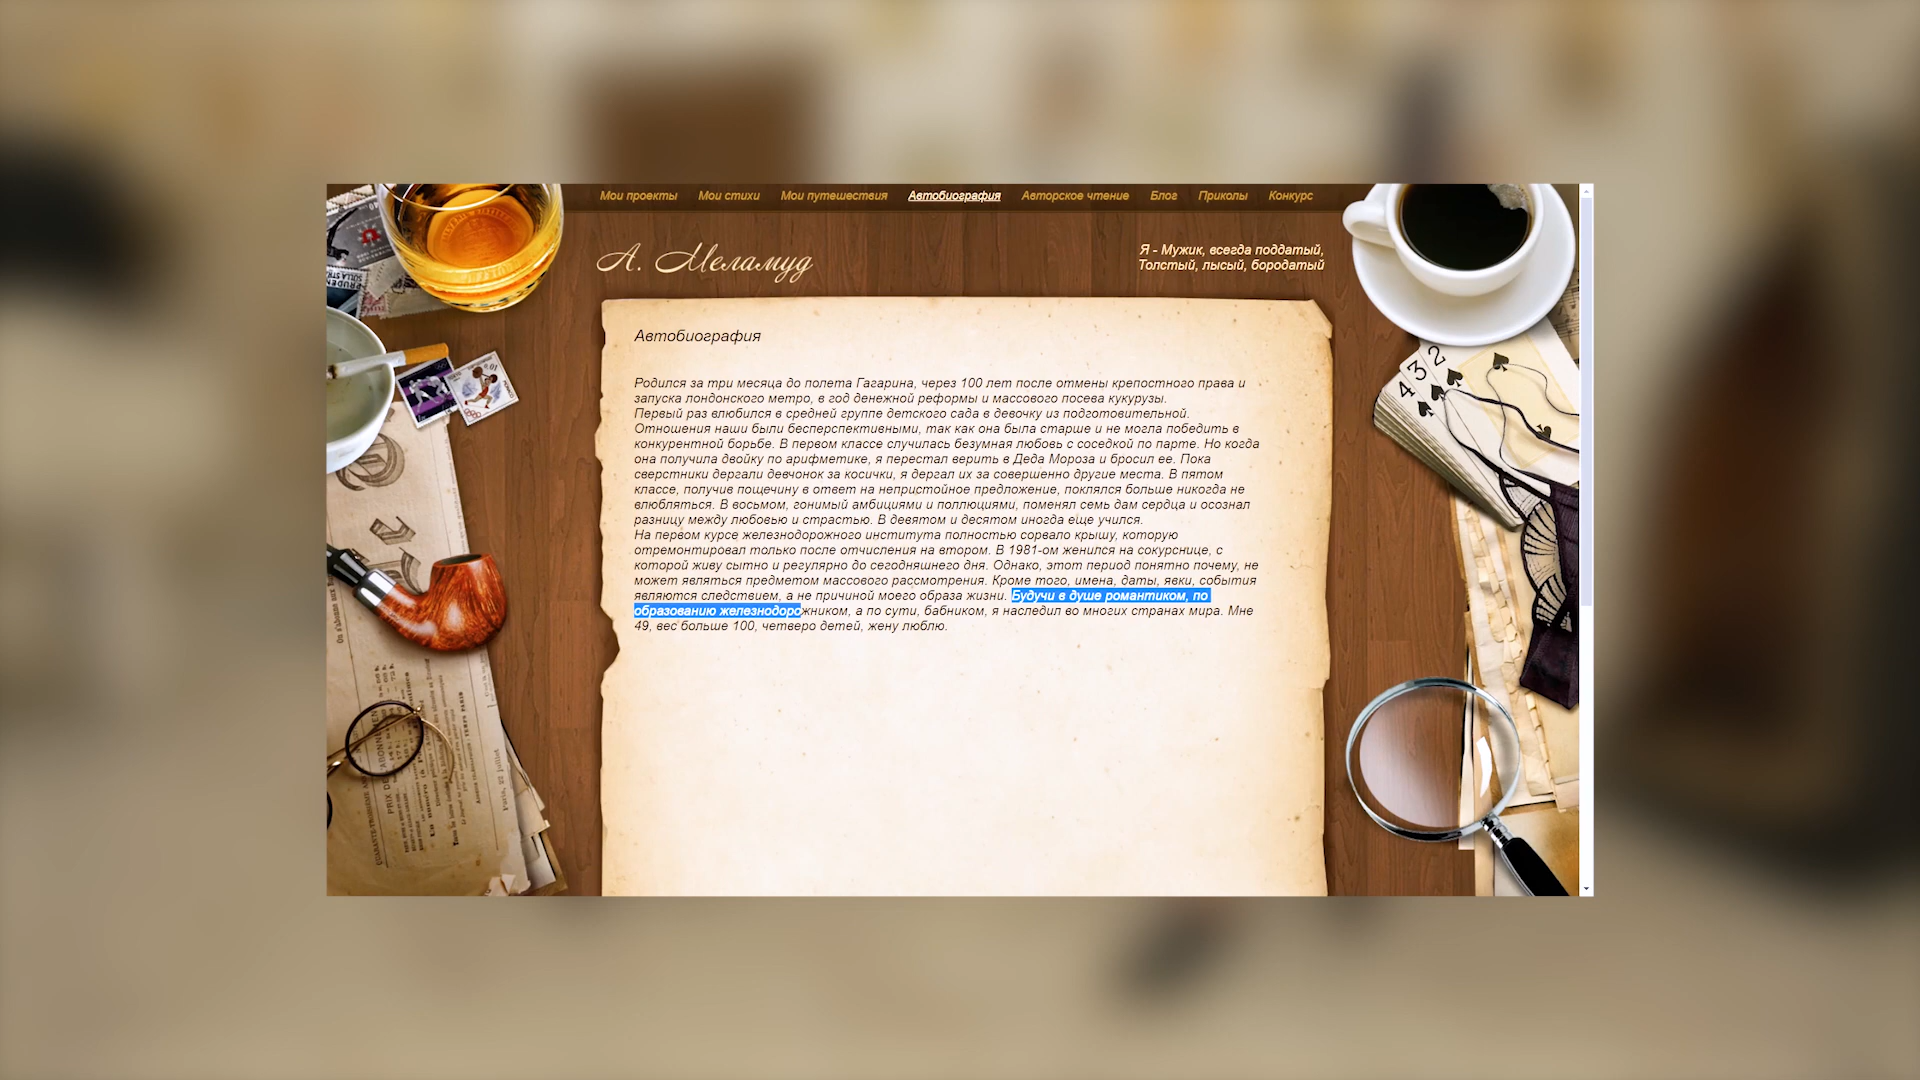 Мои проекты Мои стихи Мои путешествия Автобиография Авторское чтение Блог Приколы Конкурс
А. Меламуд
Я - Мужик, всегда поддатый,
Толстый, лысый, бородатый
Автобиография
Родился за три месяца до полета Гагарина, через 100 лет после отмены крепостного права и
запуска лондонского метро, в год денежной реформы и массового посева кукурузы.
Первый раз влюбился в средней группе детского сада в девочку из подготовительной.
Отношения наши были бесперспективными, так как она была старше и не могла победить в
конкурентной борьбе. В первом классе случилась безумная любовь с соседкой по парте. Но когда
она получила двойку по арифметике, я перестал верить в Деда Мороза и бросил ее. Пока
сверстники дергали девчонок за косички, я дергал их за совершенно другие места. В пятом
классе, получив пощечину в ответ на непристойное предложение, поклялся больше никогда не
влюбляться. В восьмом, гонимый амбициями и поллюциями, поменял семь дам сердца и осознал
разницу между любовью и страстью. В девятом и десятом иногда еще учился.
На первом курсе железнодорожного института полностью сорвало крышу, которую
отремонтировал только после отчисления на втором. В 1981-ом женился на сокурснице, с
которой живу сытно и регулярно до сегодняшнего дня. Однако, этот период понятно почему, не
может являться предметом массового рассмотрения. Кроме того, имена, даты, явки, события
являются следствием, а не причиной моего образа жизни. Будучи в душе романтиком, по
образованию железнодорожником, а по сути, бабником, я наследил во многих странах мира. Мне
49, вес больше 100, четверо детей, жену люблю.
2
3
4